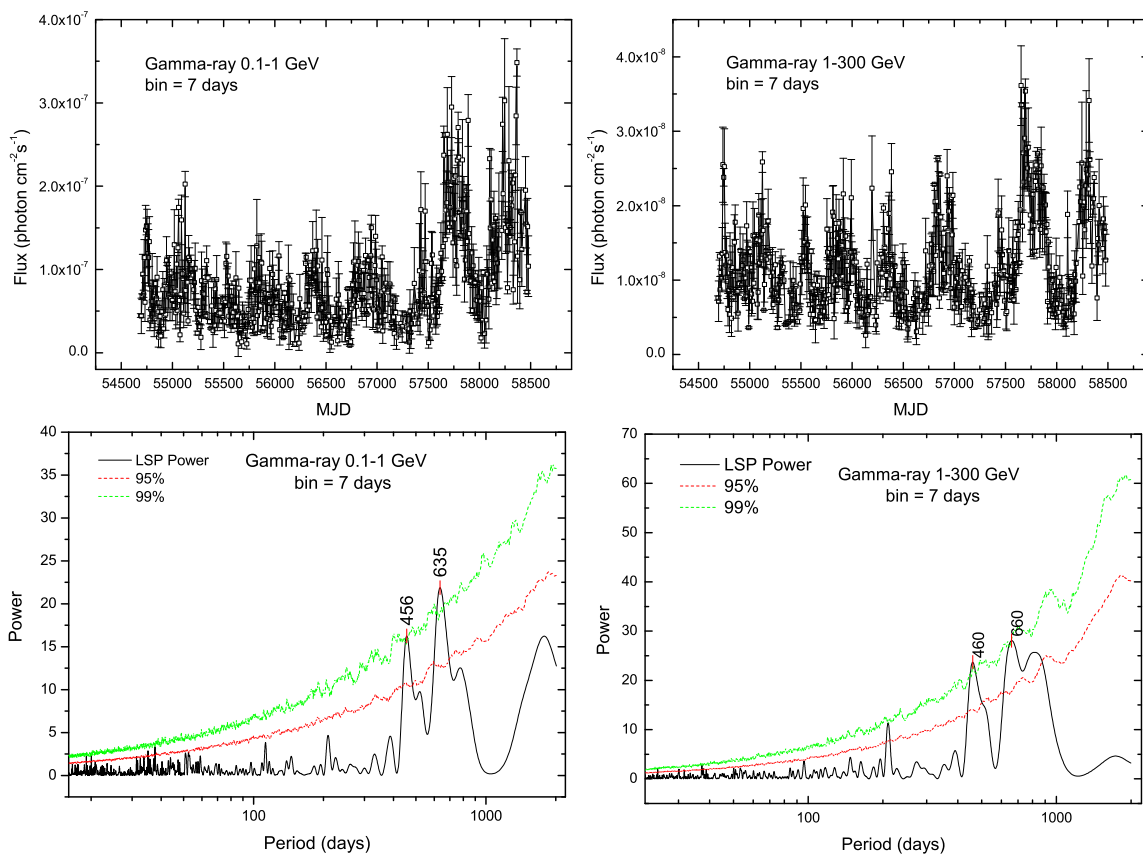 Gamma-ray 0.1-1 GeV
bin = 7 days
Flux (photon cm⁻²s⁻¹)
4.0x10⁻⁷
3.0x10⁻⁷
2.0x10⁻⁷
1.0x10⁻⁷
0.0
54500 55000 55500 56000 56500 57000 57500 58000 58500
MJD
Gamma-ray 1-300 GeV
bin = 7 days
Flux (photon cm⁻²s⁻¹)
4.0x10⁻⁸
3.0x10⁻⁸
2.0x10⁻⁸
1.0x10⁻⁸
0.0
54500 55000 55500 56000 56500 57000 57500 58000 58500
MJD
LSP Power
95%
99%
Gamma-ray 0.1-1 GeV
bin = 7 days
456
635
Power
40
35
30
25
20
15
10
5
0
100 1000
Period (days)
LSP Power
95%
99%
Gamma-ray 1-300 GeV
bin = 7 days
460
660
Power
70
60
50
40
30
20
10
0
100 1000
Period (days)